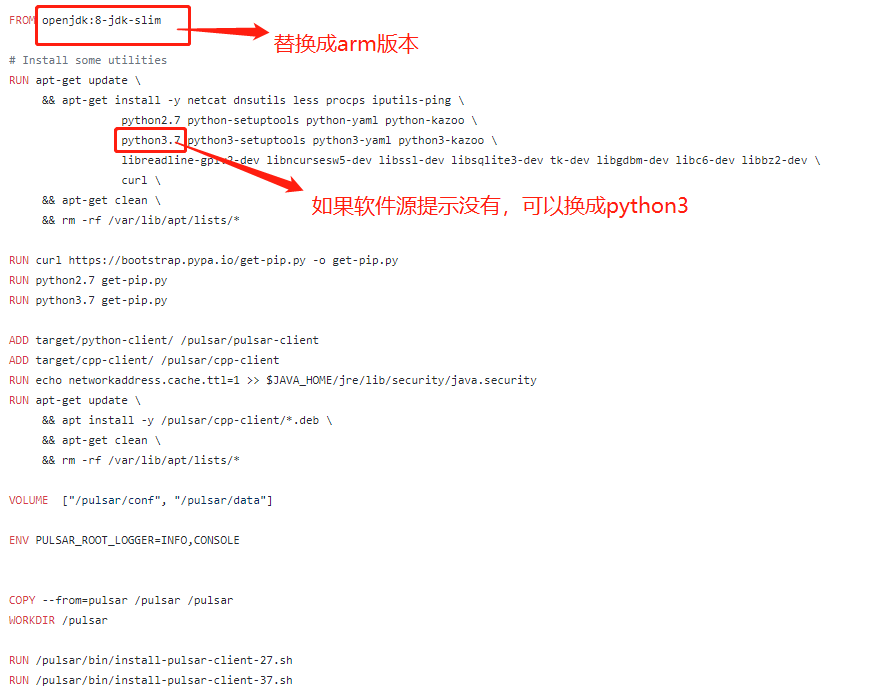 FROM openjdk:8-jdk-slim
替换成arm版本
# Install some utilities
RUN apt-get update \
&& apt-get install -y netcat dnsutils less procps iputils-ping \
python2.7 python-setuptools python-yaml python-kazoo \
python3.7 python3-setuptools python3-yaml python3-kazoo \
libreadline-gplv2-dev libncursesw5-dev libssl-dev libsqlite3-dev tk-dev libgdbm-dev libc6-dev libbz2-dev \
curl \
如果软件源提示没有，可以换成python3
&& apt-get clean \
&& rm -rf /var/lib/apt/lists/*
RUN curl https://bootstrap.pypa.io/get-pip.py -o get-pip.py
RUN python2.7 get-pip.py
RUN python3.7 get-pip.py
ADD target/python-client/ /pulsar/pulsar-client
ADD target/cpp-client/ /pulsar/cpp-client
RUN echo networkaddress.cache.ttl=1 >> $JAVA_HOME/jre/lib/security/java.security
RUN apt-get update \
&& apt install -y /pulsar/cpp-client/*.deb \
&& apt-get clean \
&& rm -rf /var/lib/apt/lists/*
VOLUME ["/pulsar/conf", "/pulsar/data"]
ENV PULSAR_ROOT_LOGGER=INFO,CONSOLE
COPY --from=pulsar /pulsar /pulsar
WORKDIR /pulsar
RUN /pulsar/bin/install-pulsar-client-27.sh
RUN /pulsar/bin/install-pulsar-client-37.sh